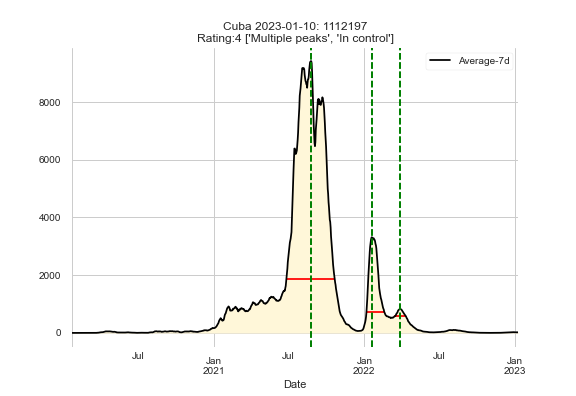 Cuba 2023-01-10: 1112197
Rating:4 ['Multiple peaks', 'In control']
Average-7d
8000
6000
4000
2000
0
Jul
Jan
2021
Jul
Jan
2022
Jul
Jan
2023
Date